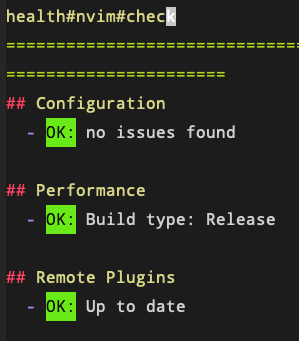 health#nvim#check
==============================
======================
## Configuration
- OK: no issues found
## Performance
- OK: Build type: Release
## Remote Plugins
- OK: Up to date